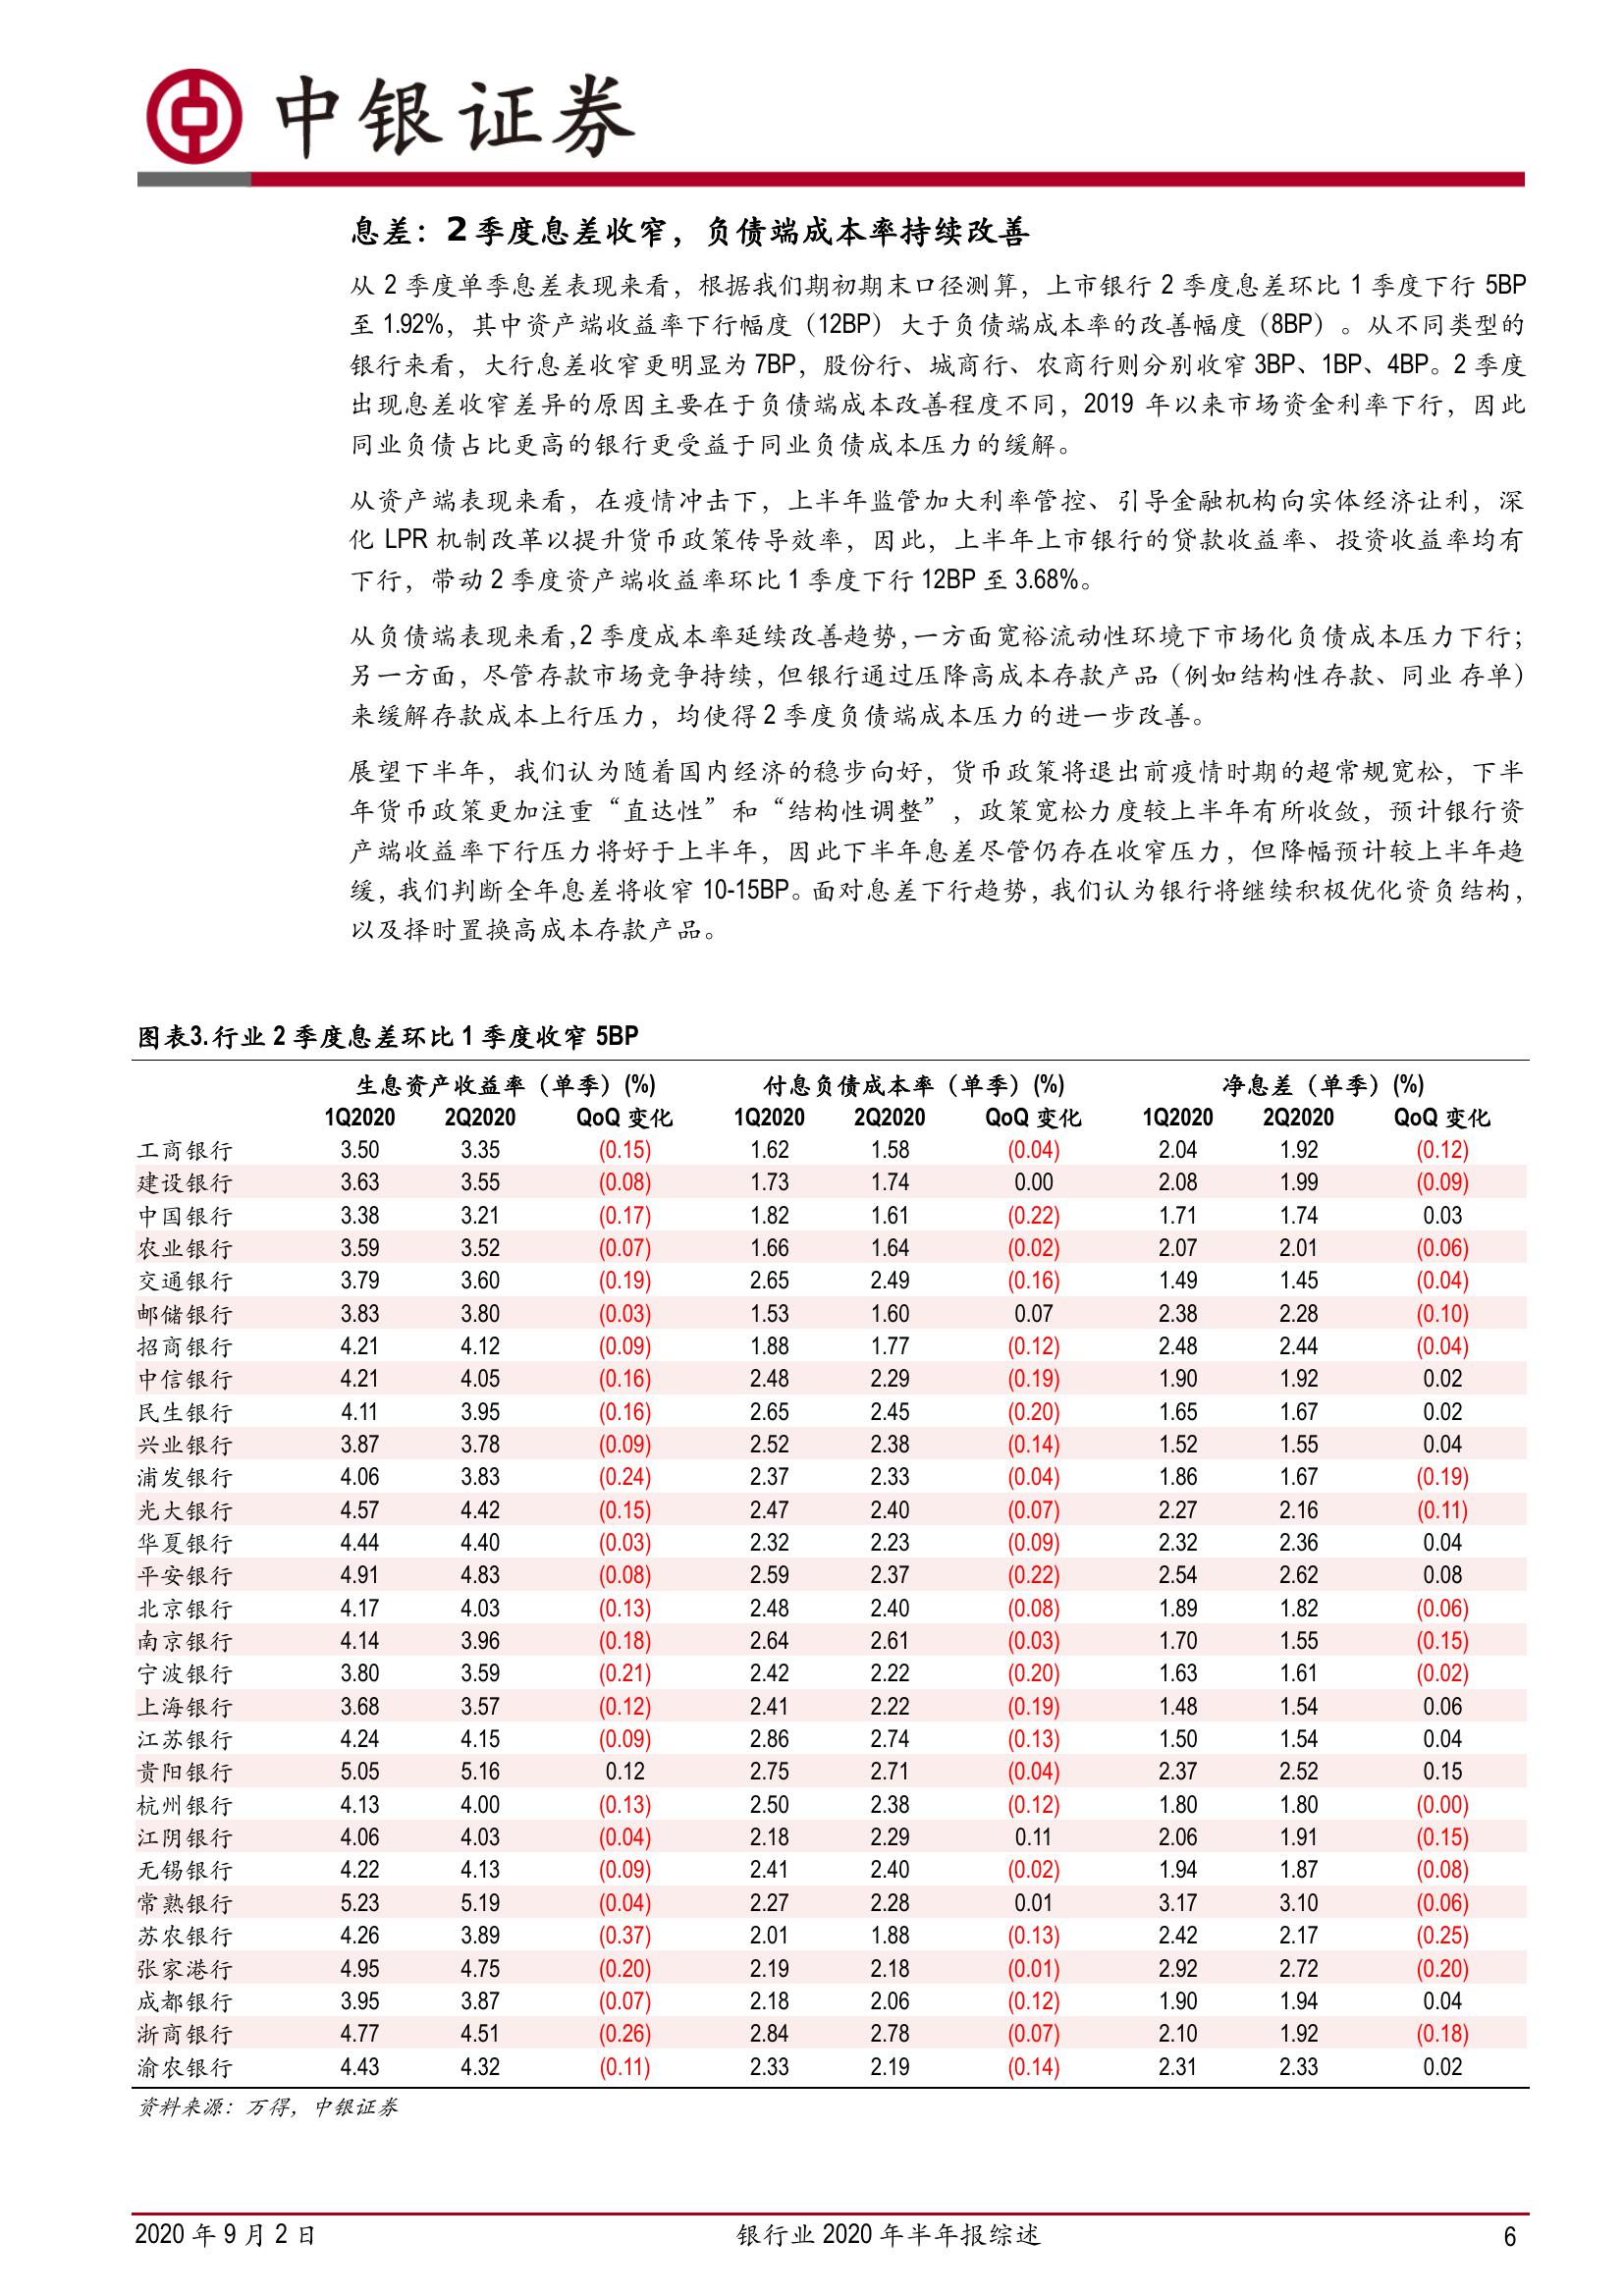 中银证券
息差：2 季度息差收窄，负债端成本率持续改善
从 2 季度单季息差表现来看，根据我们期初期末口径测算，上市银行 2 季度息差环比 1 季度下行 5BP
至 1.92%，其中资产端收益率下行幅度（12BP）大于负债端成本率的改善幅度（8BP）。从不同类型的
银行来看，大行息差收窄更明显为 7BP，股份行、城商行、农商行则分别收窄 3BP、1BP、4BP。2 季度
出现息差收窄差异的原因主要在于负债端成本改善程度不同，2019 年以来市场资金利率下行，因此
同业负债占比更高的银行更受益于同业负债成本压力的缓解。
从资产端表现来看，在疫情冲击下，上半年监管加大利率管控、引导金融机构向实体经济让利，深
化 LPR 机制改革以提升货币政策传导效率，因此，上半年上市银行的贷款收益率、投资收益率均有
下行，带动 2 季度资产端收益率环比 1 季度下行 12BP 至 3.68%。
从负债端表现来看，2 季度成本率延续改善趋势，一方面宽裕流动性环境下市场化负债成本压力下行；
另一方面，尽管存款市场竞争持续，但银行通过压降高成本存款产品（例如结构性存款、同业存单）
来缓解存款成本上行压力，均使得 2 季度负债端成本压力的进一步改善。
展望下半年，我们认为随着国内经济的稳步向好，货币政策将退出前疫情时期的超常规宽松，下半
年货币政策更加注重“直达性”和“结构性调整”，政策宽松力度较上半年有所收敛，预计银行资
产端收益率下行压力将好于上半年，因此下半年息差尽管仍存在收窄压力，但降幅预计较上半年趋
缓，我们判断全年息差将收窄 10-15BP。面对息差下行趋势，我们认为银行将继续积极优化资负结构，
以及择时置换高成本存款产品。
图表3.行业 2 季度息差环比 1 季度收窄 5BP
生息资产收益率（单季）(%) 付息负债成本率（单季）(%) 净息差（单季）(%)
1Q2020 2Q2020 QoQ 变化 1Q2020 2Q2020 QoQ 变化 1Q2020 2Q2020 QoQ 变化
工商银行 3.50 3.35 (0.15) 1.62 1.58 (0.04) 2.04 1.92 (0.12)
建设银行 3.63 3.55 (0.08) 1.73 1.74 0.00 2.08 1.99 (0.09)
中国银行 3.38 3.21 (0.17) 1.82 1.61 (0.22) 1.71 1.74 0.03
农业银行 3.59 3.52 (0.07) 1.66 1.64 (0.02) 2.07 2.01 (0.06)
交通银行 3.79 3.60 (0.19) 2.65 2.49 (0.16) 1.49 1.45 (0.04)
邮储银行 3.83 3.80 (0.03) 1.53 1.60 0.07 2.38 2.28 (0.10)
招商银行 4.21 4.12 (0.09) 1.88 1.77 (0.12) 2.48 2.44 (0.04)
中信银行 4.21 4.05 (0.16) 2.48 2.29 (0.19) 1.90 1.92 0.02
民生银行 4.11 3.95 (0.16) 2.65 2.45 (0.20) 1.65 1.67 0.02
兴业银行 3.87 3.78 (0.09) 2.52 2.38 (0.14) 1.52 1.55 0.04
浦发银行 4.06 3.83 (0.24) 2.37 2.33 (0.04) 1.86 1.67 (0.19)
光大银行 4.57 4.42 (0.15) 2.47 2.40 (0.07) 2.27 2.16 (0.11)
华夏银行 4.44 4.40 (0.03) 2.32 2.23 (0.09) 2.32 2.36 0.04
平安银行 4.91 4.83 (0.08) 2.59 2.37 (0.22) 2.54 2.62 0.08
北京银行 4.17 4.03 (0.13) 2.48 2.40 (0.08) 1.89 1.82 (0.06)
南京银行 4.14 3.96 (0.18) 2.64 2.61 (0.03) 1.70 1.55 (0.15)
宁波银行 3.80 3.59 (0.21) 2.42 2.22 (0.20) 1.63 1.61 (0.02)
上海银行 3.68 3.57 (0.12) 2.41 2.22 (0.19) 1.48 1.54 0.06
江苏银行 4.24 4.15 (0.09) 2.86 2.74 (0.13) 1.50 1.54 0.04
贵阳银行 5.05 5.16 0.12 2.75 2.71 (0.04) 2.37 2.52 0.15
杭州银行 4.13 4.00 (0.13) 2.50 2.38 (0.12) 1.80 1.80 (0.00)
江阴银行 4.06 4.03 (0.04) 2.18 2.29 0.11 2.06 1.91 (0.15)
无锡银行 4.22 4.13 (0.09) 2.41 2.40 (0.02) 1.94 1.87 (0.08)
常熟银行 5.23 5.19 (0.04) 2.27 2.28 0.01 3.17 3.10 (0.06)
苏农银行 4.26 3.89 (0.37) 2.01 1.88 (0.13) 2.42 2.17 (0.25)
张家港行 4.95 4.75 (0.20) 2.19 2.18 (0.01) 2.92 2.72 (0.20)
成都银行 3.95 3.87 (0.07) 2.18 2.06 (0.12) 1.90 1.94 0.04
浙商银行 4.77 4.51 (0.26) 2.84 2.78 (0.07) 2.10 1.92 (0.18)
渝农银行 4.43 4.32 (0.11) 2.33 2.19 (0.14) 2.31 2.33 0.02
资料来源：万得，中银证券
2020 年 9 月 2 日 银行业 2020 年半年报综述 6